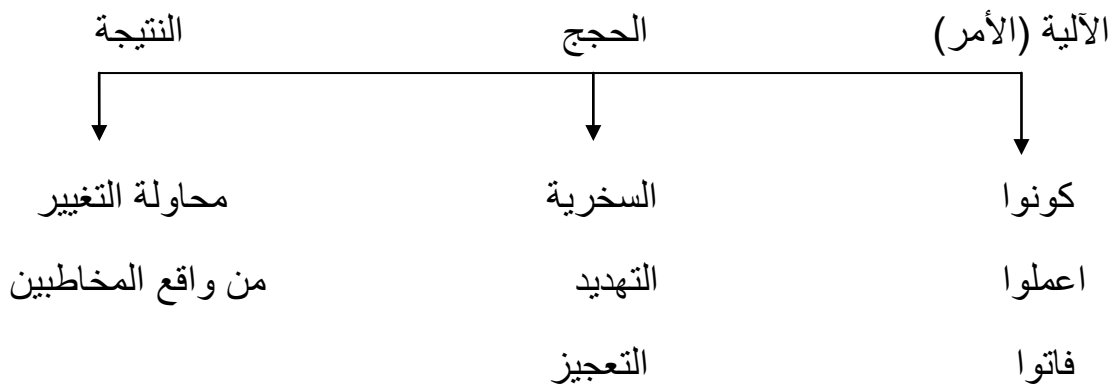 الآلية (الأمر) الحجج النتيجة
كونوا السخرية محاولة التغيير
اعملوا التهديد من واقع المخاطبين
فاتوا التعجيز